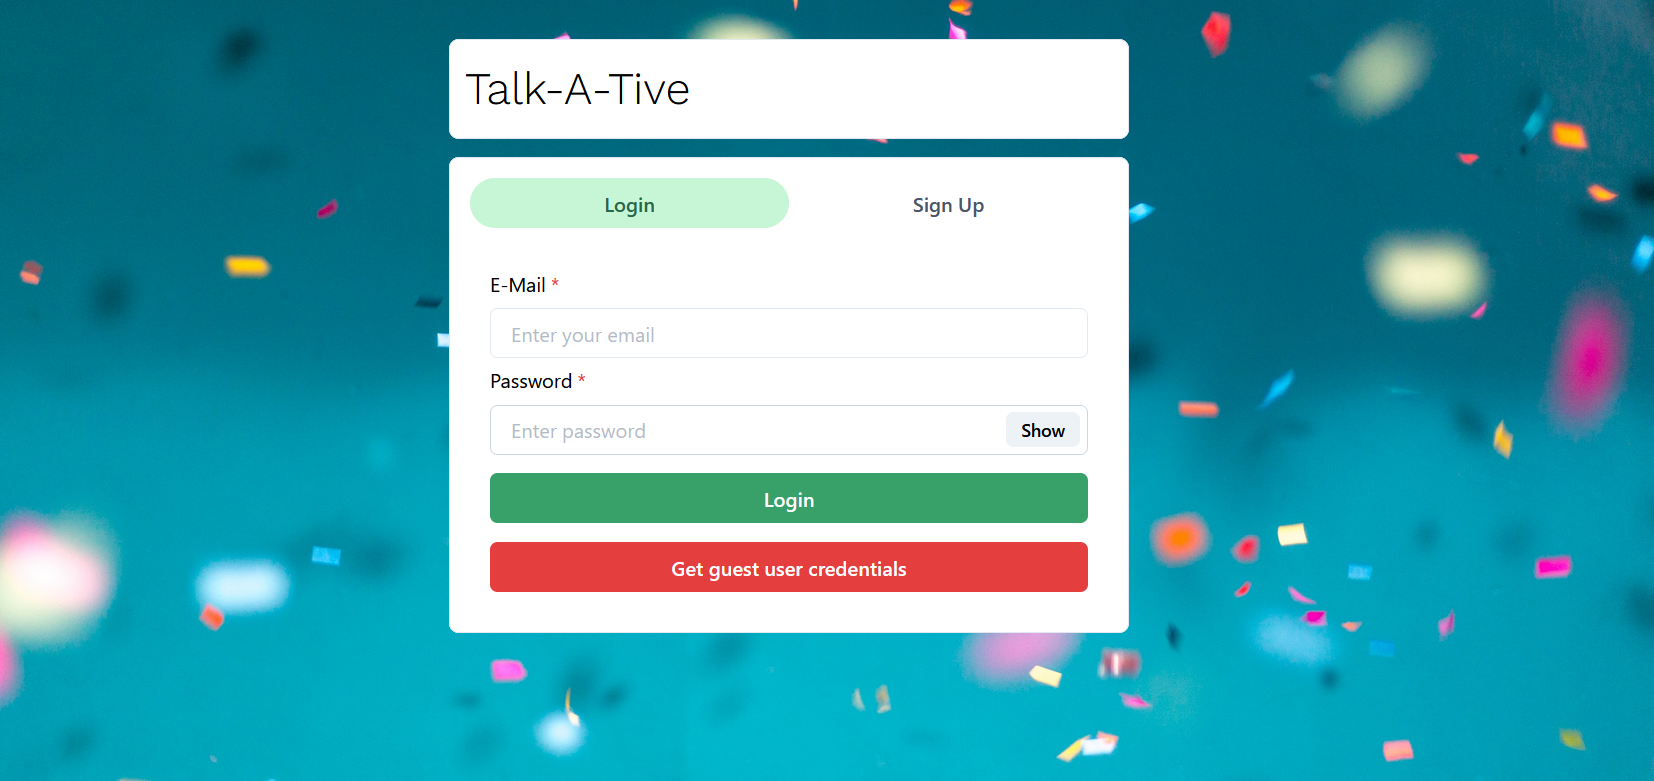 Talk-A-Tive
Login
Sign Up
E-Mail *
Enter your email
Password *
Enter password
Show
Login
Get guest user credentials